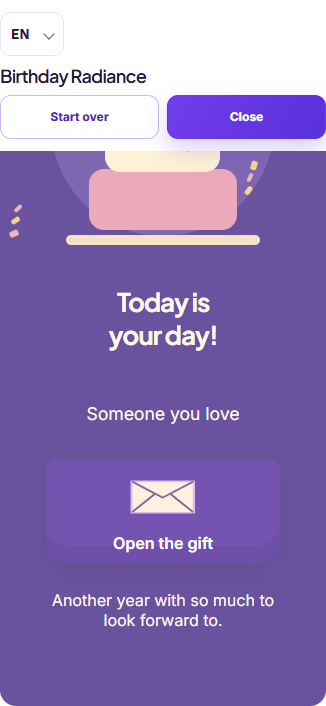 EN
Birthday Radiance
Start over
Close
Today is
your day!
Someone you love
Open the gift
Another year with so much to
look forward to.